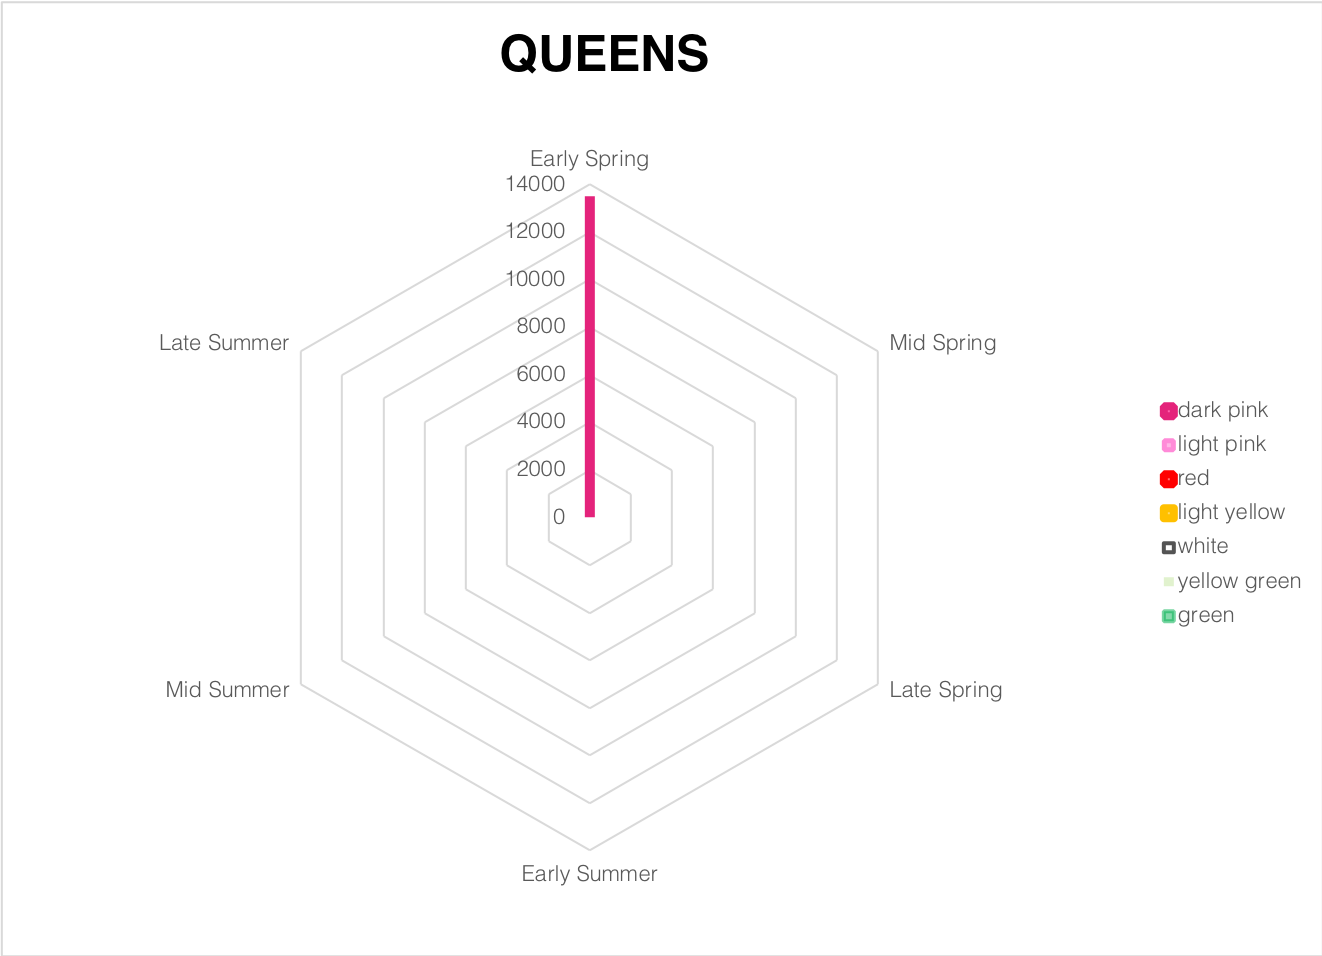 QUEENS
Early Spring
14000
12000
10000
8000
6000
4000
2000
0
Late Summer
Mid Spring
Mid Summer
Late Spring
Early Summer
dark pink
light pink
red
light yellow
white
yellow green
green